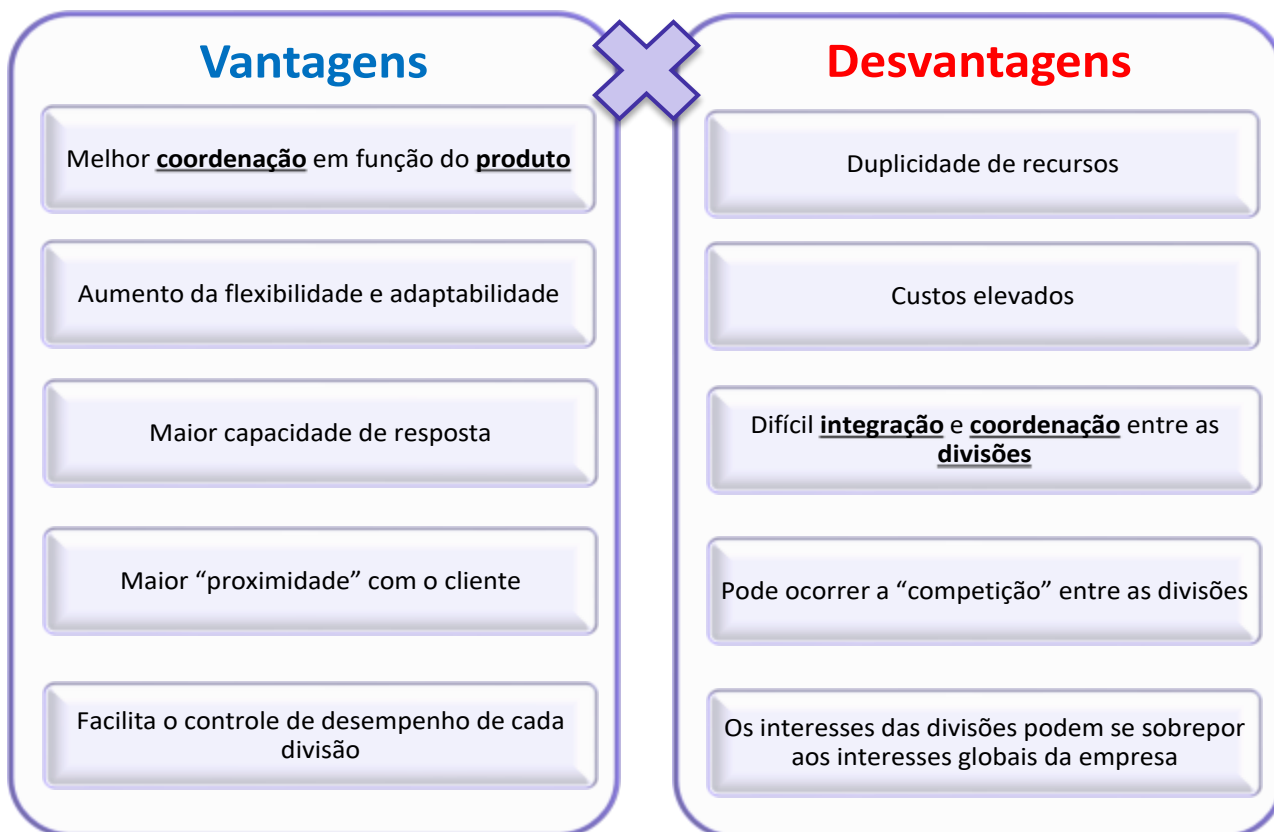 Vantagens
Melhor coordenação em função do produto
Aumento da flexibilidade e adaptabilidade
Maior capacidade de resposta
Maior “proximidade” com o cliente
Facilita o controle de desempenho de cada
divisão
Desvantagens
Duplicidade de recursos
Custos elevados
Difícil integração e coordenação entre as
divisões
Pode ocorrer a “competição” entre as divisões
Os interesses das divisões podem se sobrepor
aos interesses globais da empresa